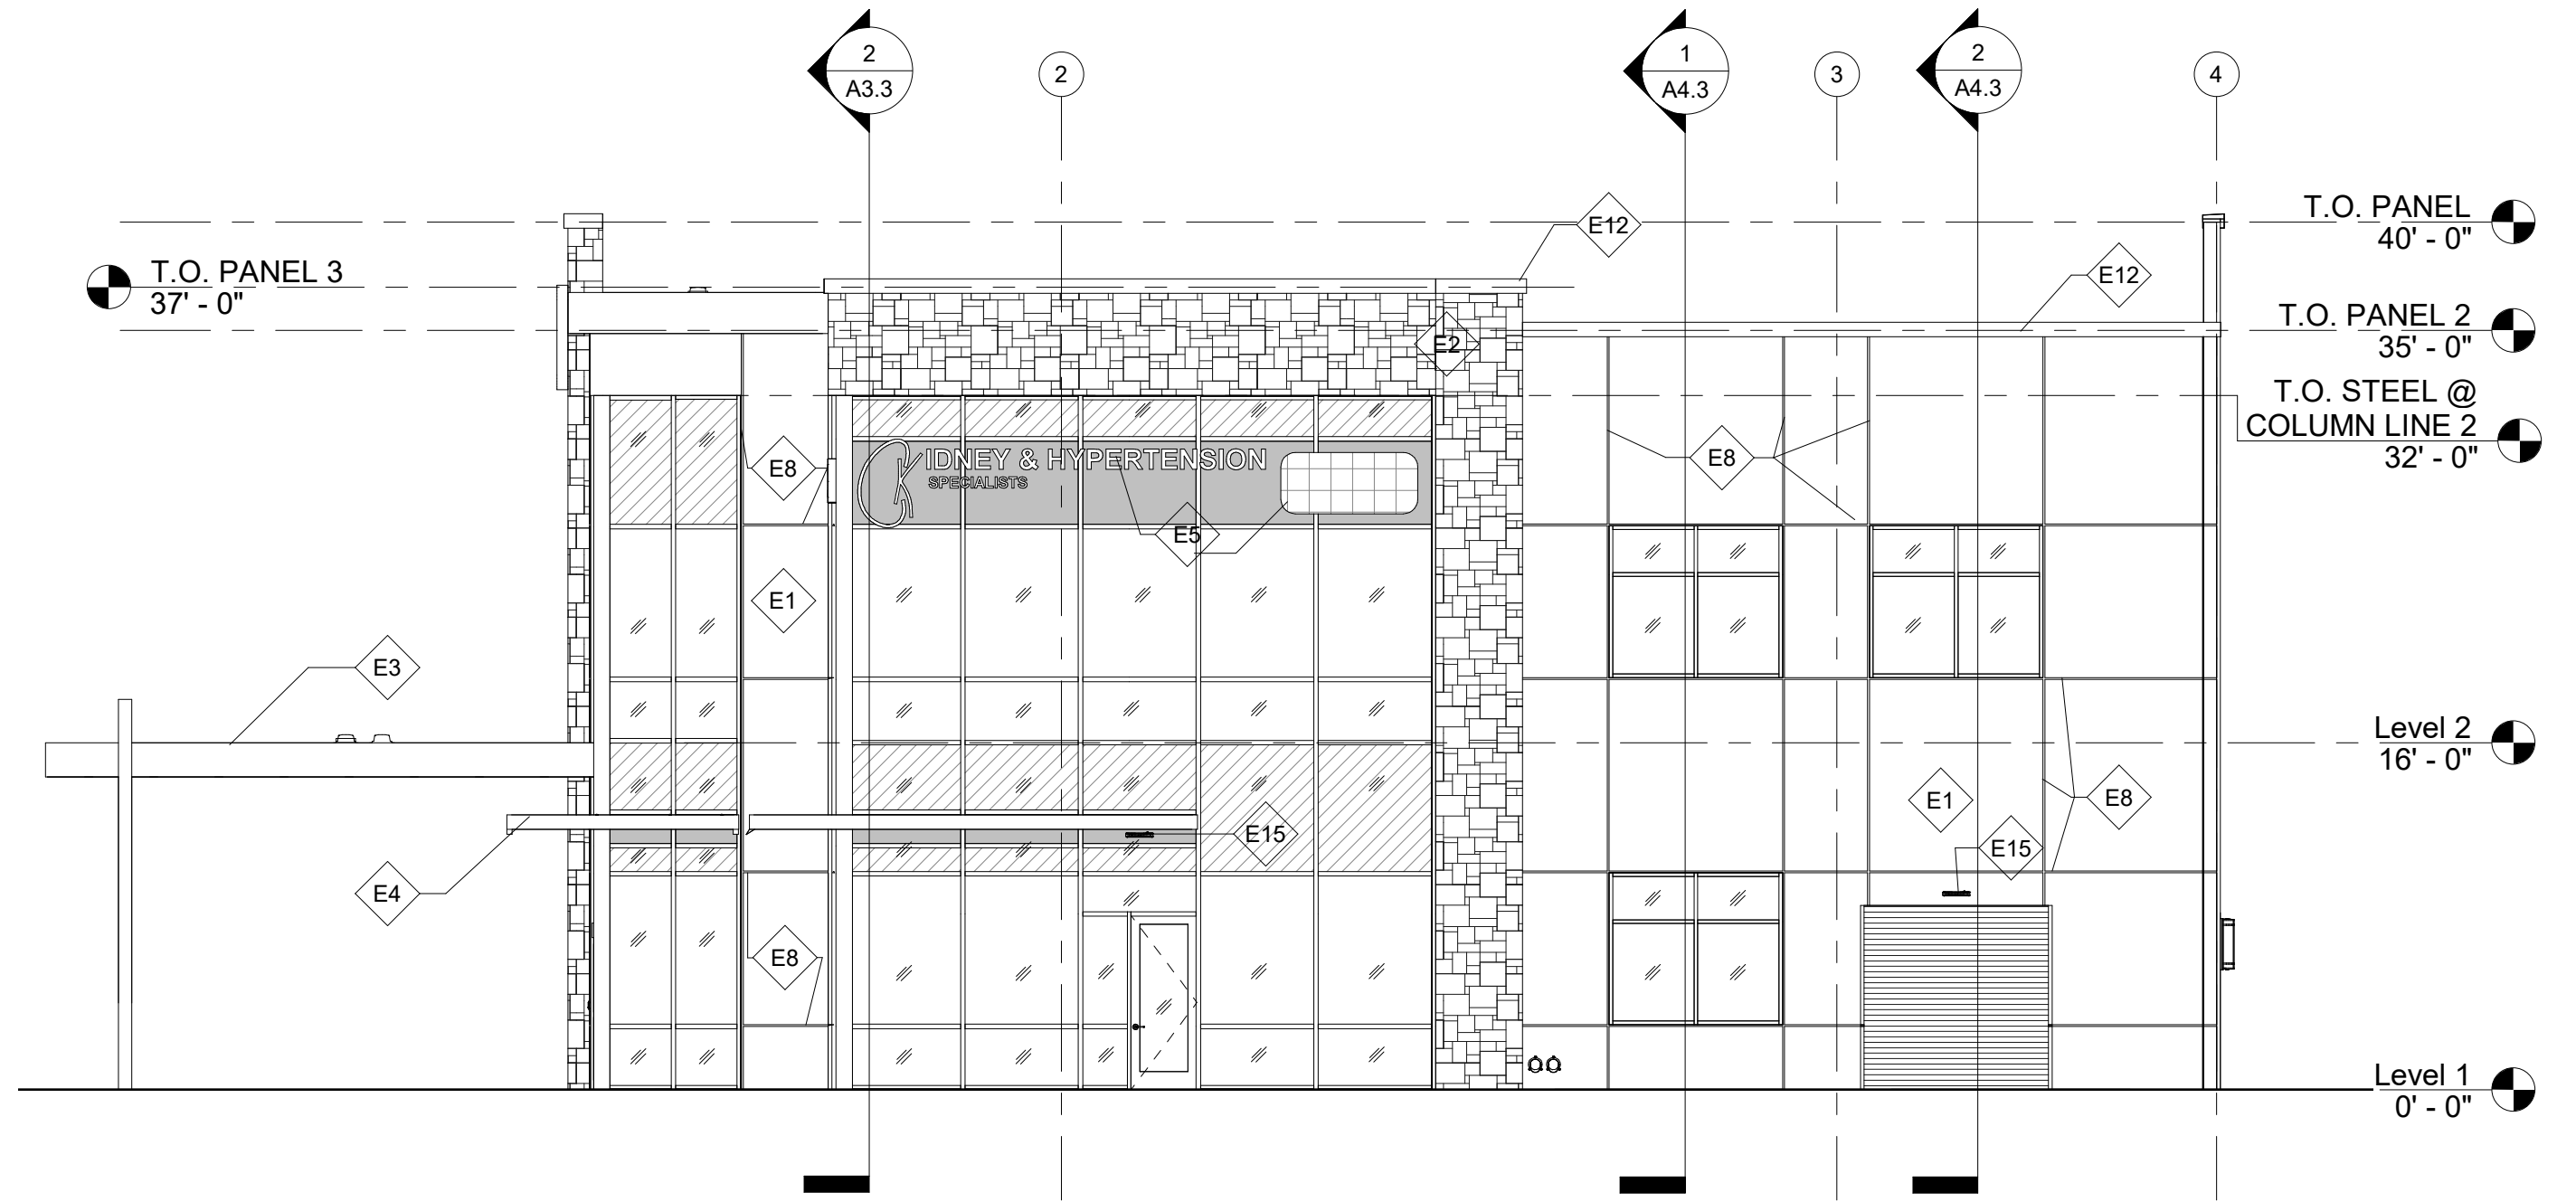 2
A3.3
2
1
A4.3
3
2
A4.3
4
T.O. PANEL
40' - 0"
E12
T.O. PANEL 3
37' - 0"
E12
T.O. PANEL 2
35' - 0"
E2
T.O. STEEL @
COLUMN LINE 2
32' - 0"
E8
IDNEY & HYPERTENSION
SPECIALISTS
E8
E5
E1
E3
Level 2
16' - 0"
E1
E8
E15
E15
E4
E8
Level 1
0' - 0"